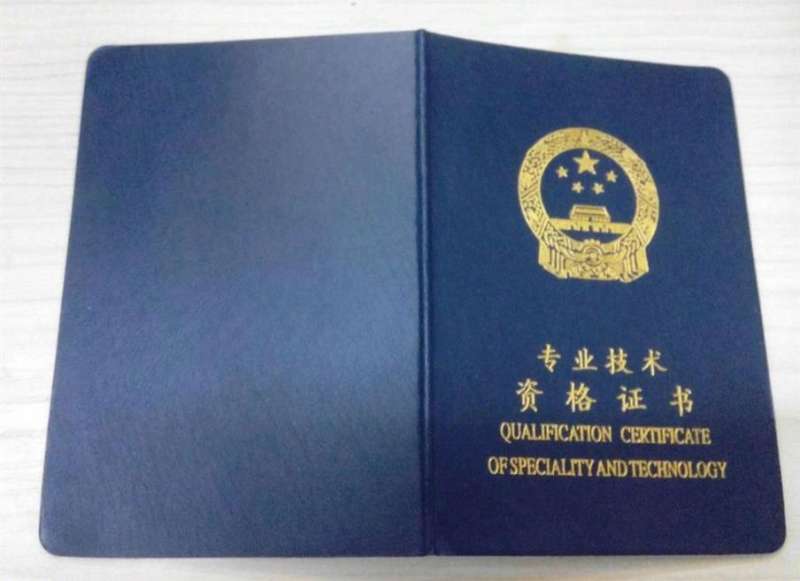 专业技术
资格证书
QUALIFICATION CERTIFICATE
OF SPECIALITY AND TECHNOLOGY